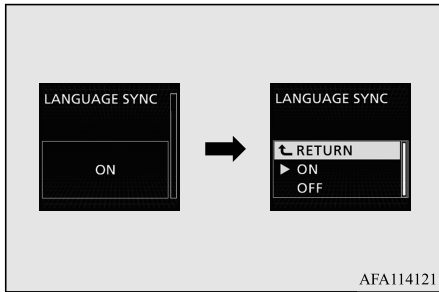 LANGUAGE SYNC
ON
LANGUAGE SYNC
RETURN
ON
OFF
AFA114121